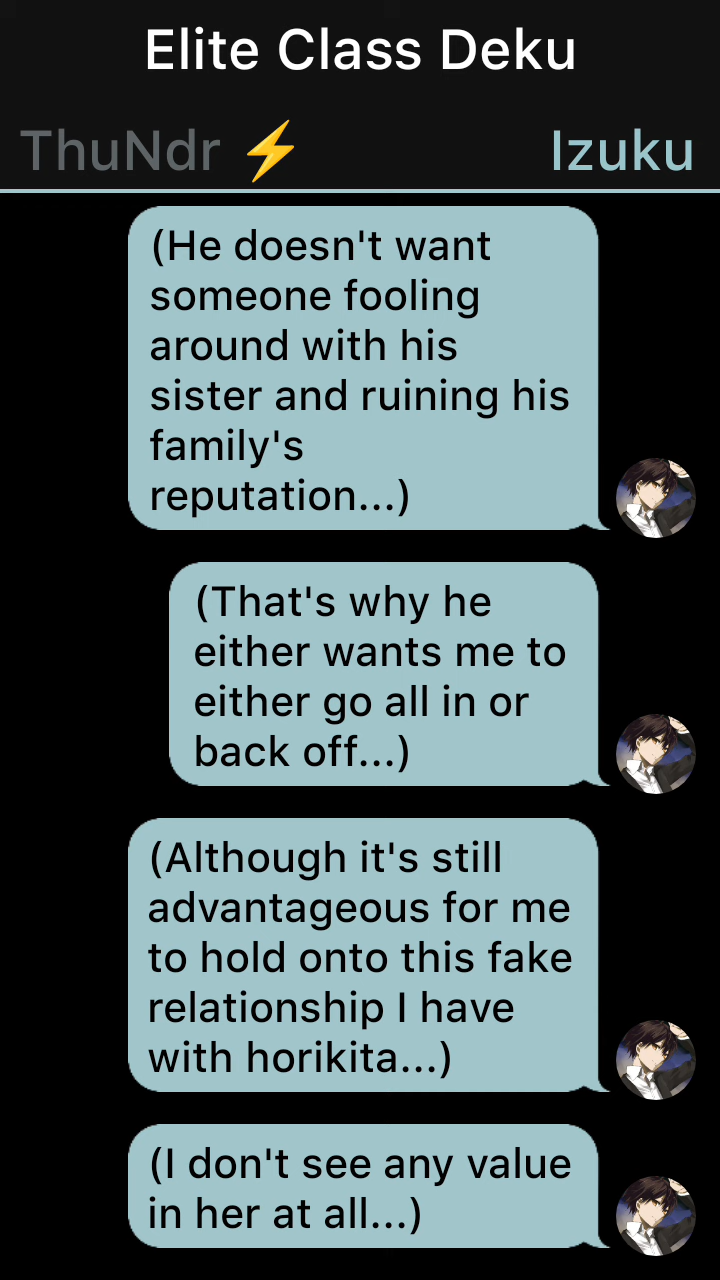 Elite Class Deku
ThuNdr ⚡ Izuku
(He doesn't want
someone fooling
around with his
sister and ruining his
family's
reputation...)
(That's why he
either wants me to
either go all in or
back off...)
(Although it's still
advantageous for me
to hold onto this fake
relationship I have
with horikita...)
(I don't see any value
in her at all...)